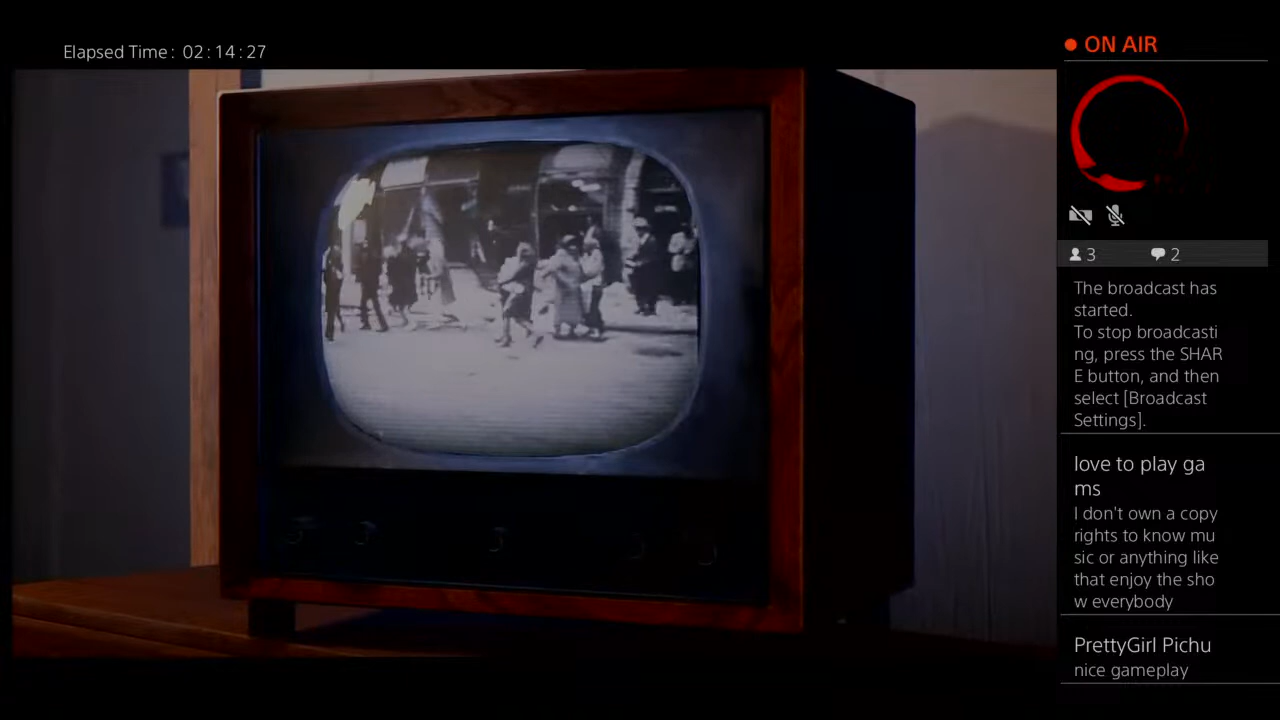 Elapsed Time: 02:14:27
ON AIR
3
2
The broadcast has
started.
To stop broadcasti
ng, press the SHAR
E button, and then
select [Broadcast
Settings].
love to play ga
ms
I don't own a copy
rights to know mu
sic or anything like
that enjoy the sho
w everybody
PrettyGirl Pichu
nice gameplay